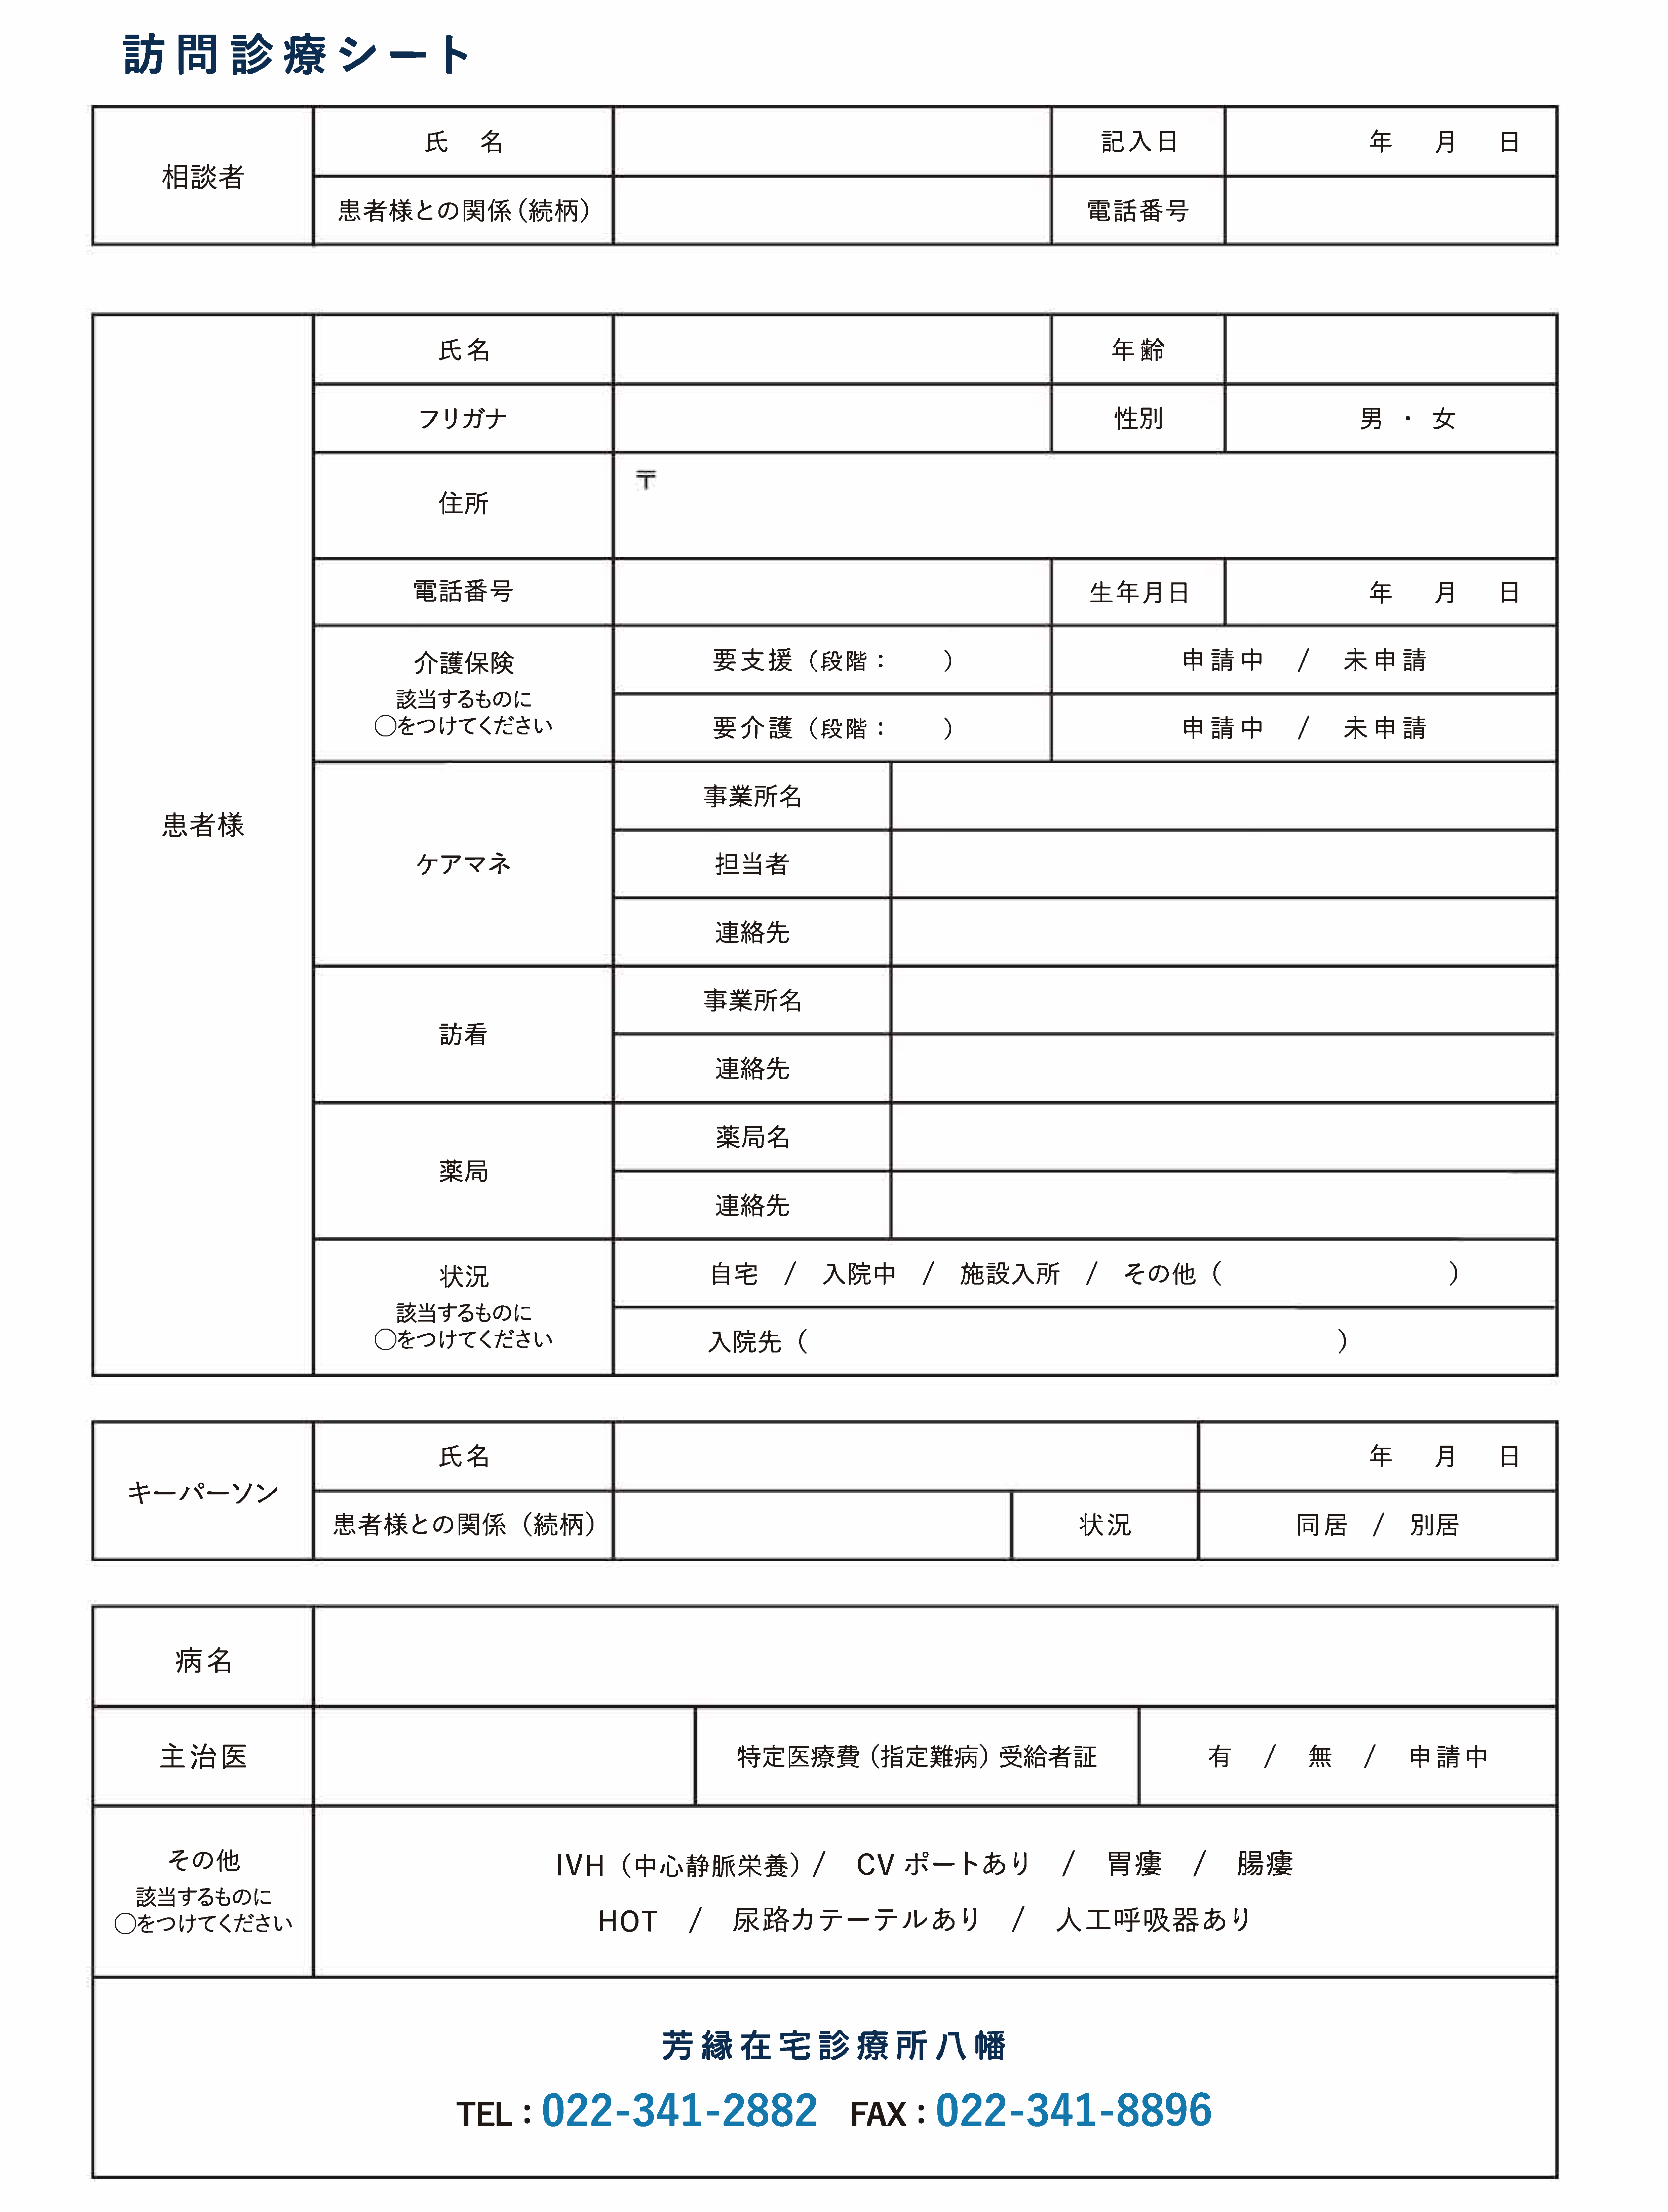 訪問診療シート
相談者
氏　名
記入日
年　月　日
患者様との関係（続柄）
電話番号
患者様
氏名
年齢
フリガナ
性別
男 ・ 女
住所
〒
電話番号
生年月日
年　月　日
介護保険
該当するものに
○をつけてください
要支援（段階：　　）
申請中　/　未申請
要介護（段階：　　）
申請中　/　未申請
ケアマネ
事業所名
担当者
連絡先
訪看
事業所名
連絡先
薬局
薬局名
連絡先
状況
該当するものに
○をつけてください
自宅　/　入院中　/　施設入所　/　その他（　　　　　　　　）
入院先（　　　　　　　　　　　　　　　　　　　）
キーパーソン
氏名
年　月　日
患者様との関係（続柄）
状況
同居　/　別居
病名
主治医
特定医療費（指定難病）受給者証
有　/　無　/　申請中
その他
該当するものに
○をつけてください
IVH（中心静脈栄養）/　CVポートあり　/　胃瘻　/　腸瘻
HOT　/　尿路カテーテルあり　/　人工呼吸器あり
芳縁在宅診療所八幡
TEL：022-341-2882　FAX：022-341-8896